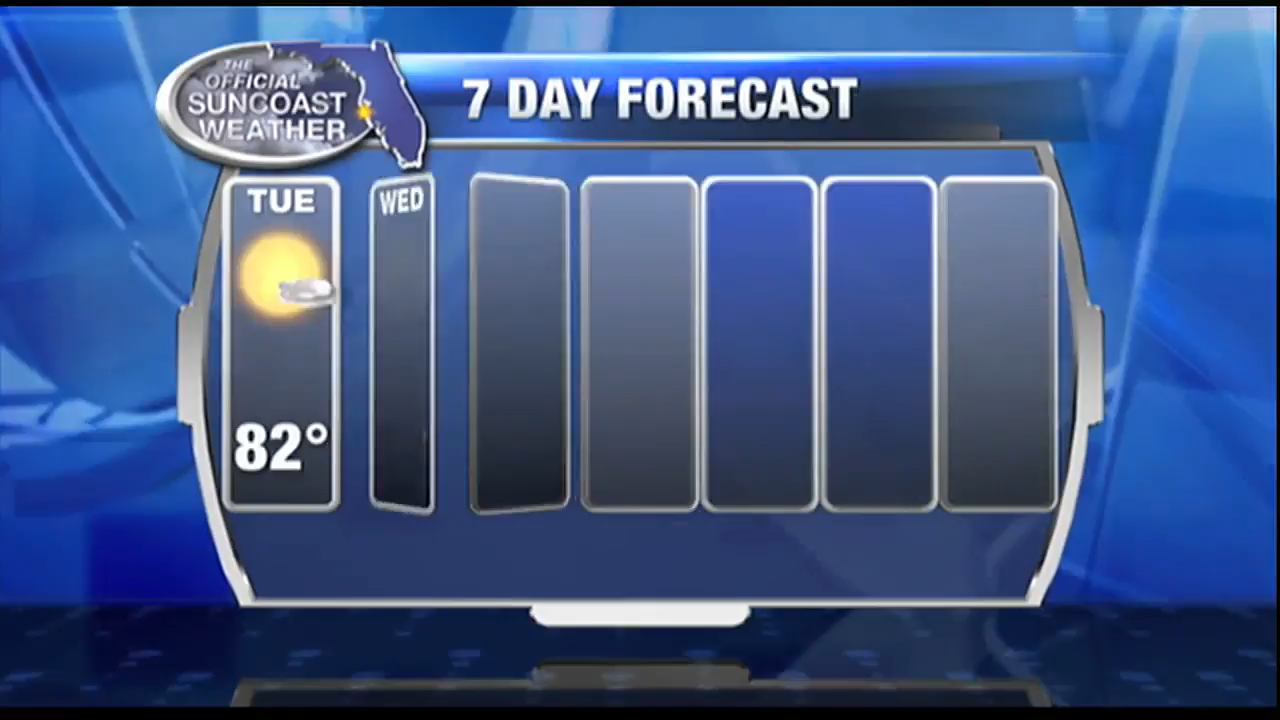 THE
OFFICIAL
SUNCOAST
WEATHER
7 DAY FORECAST
TUE
WED
82°